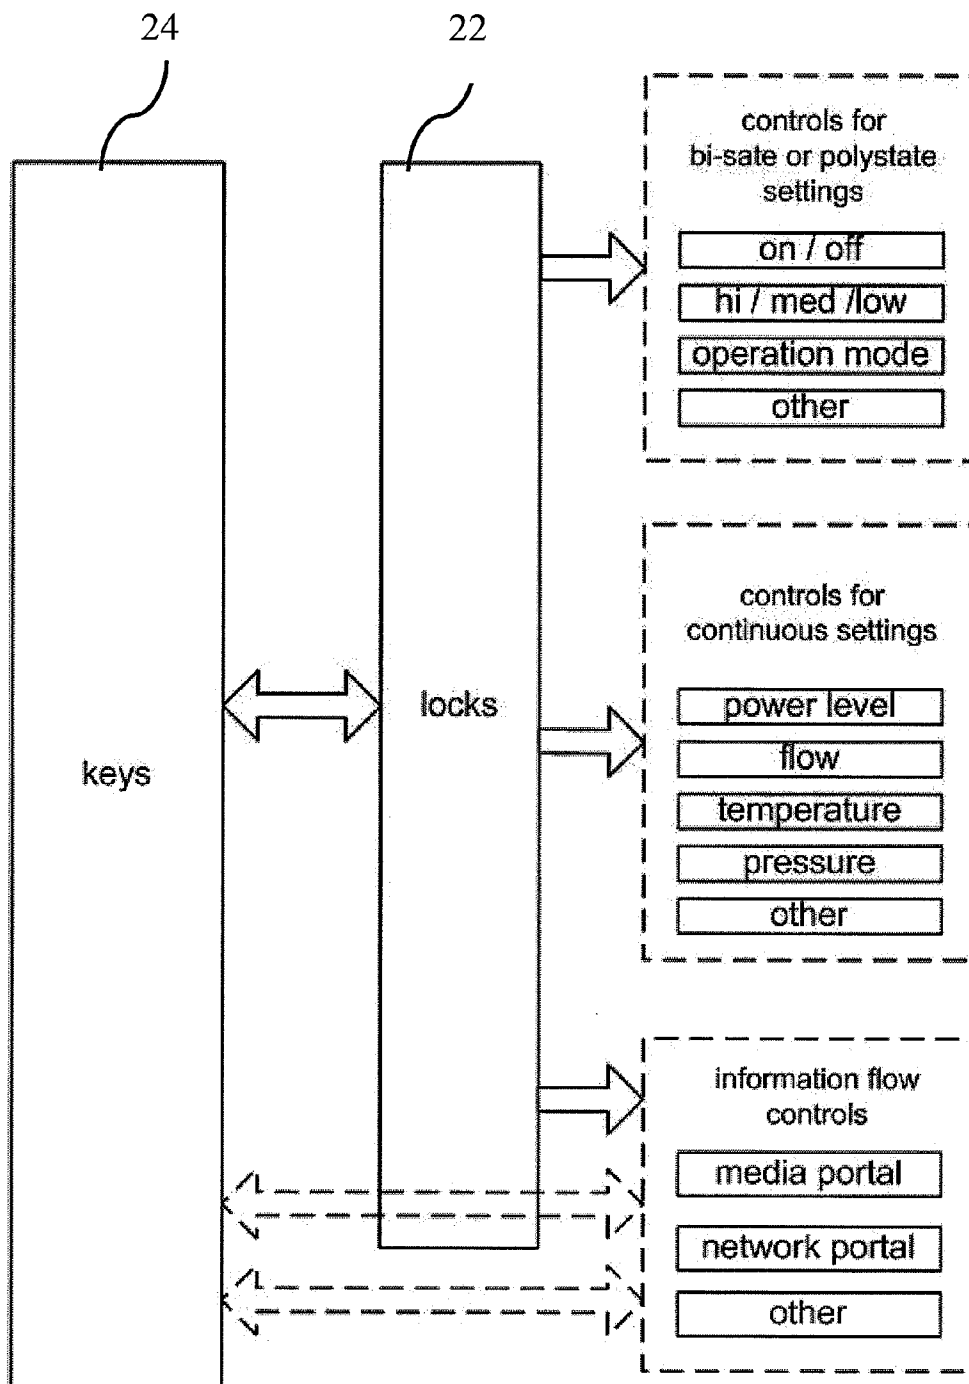 24
22
controls for
bi-sate or polystate
settings
on / off
hi / med /low
operation mode
other
controls for
continuous settings
power level
flow
temperature
pressure
other
locks
keys
information flow
controls
media portal
network portal
other